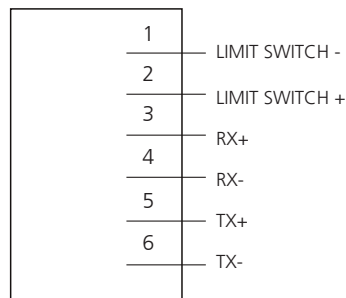 1
LIMIT SWITCH -
2
LIMIT SWITCH +
3
RX+
4
RX-
5
TX+
6
TX-